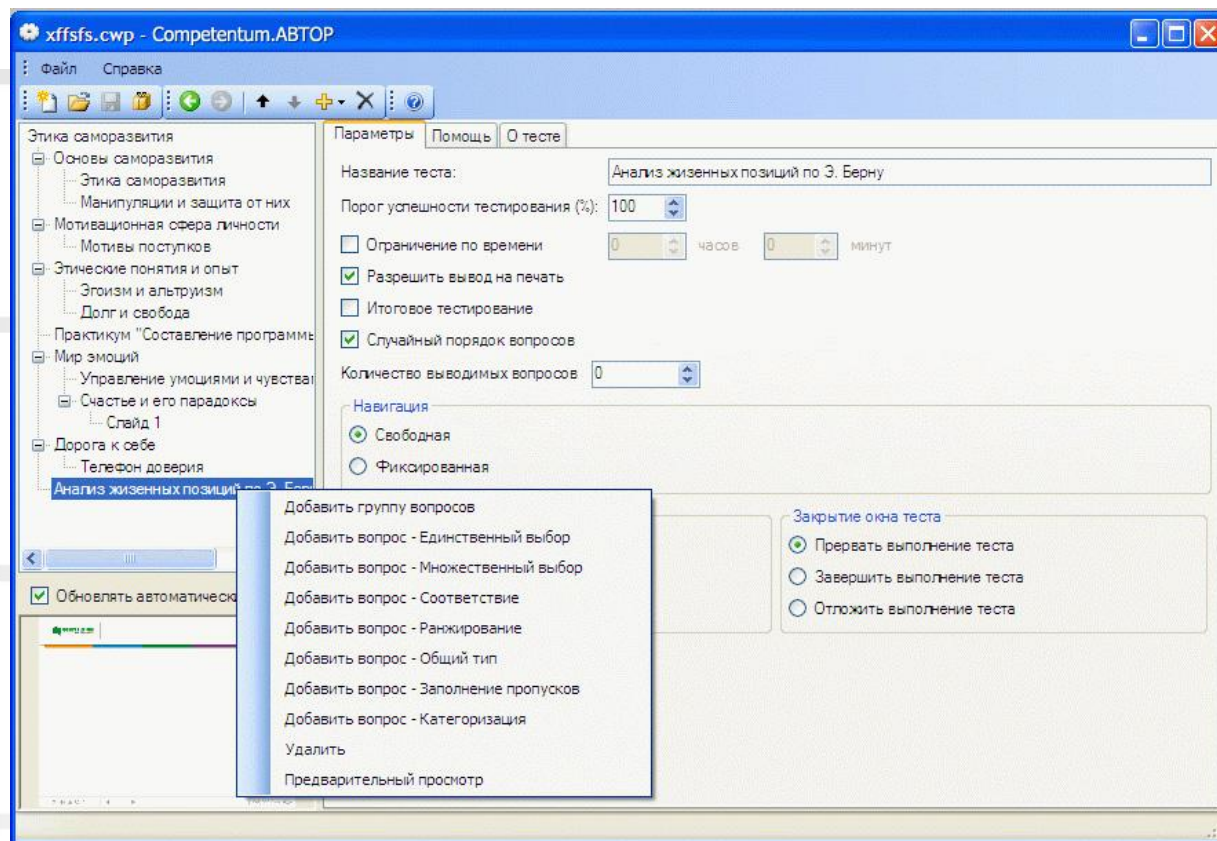 xffsfs.cwp - Competentum.АВТОР
Файл Справка
Этика саморазвития
Основы саморазвития
Этика саморазвития
Манипуляции и защита от них
Мотивационная сфера личности
Мотивы поступков
Этические понятия и опыт
Эгоизм и альтруизм
Долг и свобода
Практикум "Составление программы
Мир эмоций
Управление умоциями и чувствам
Счастье и его парадоксы
Слайд 1
Дорога к себе
Телефон доверия
Анализ жизенных позиций по Э. Берн
Обновлять автоматически
Параметры Помощь О тесте
Название теста: Анализ жизенных позиций по Э. Берну
Порог успешности тестирования (%): 100
Ограничение по времени 0 часов 0 минут
Разрешить вывод на печать
Итоговое тестирование
Случайный порядок вопросов
Количество выводимых вопросов 0
Навигация
Свободная
Фиксированная
Закрытие окна теста
Прервать выполнение теста
Завершить выполнение теста
Отложить выполнение теста
Добавить группу вопросов
Добавить вопрос - Единственный выбор
Добавить вопрос - Множественный выбор
Добавить вопрос - Соответствие
Добавить вопрос - Ранжирование
Добавить вопрос - Общий тип
Добавить вопрос - Заполнение пропусков
Добавить вопрос - Категоризация
Удалить
Предварительный просмотр